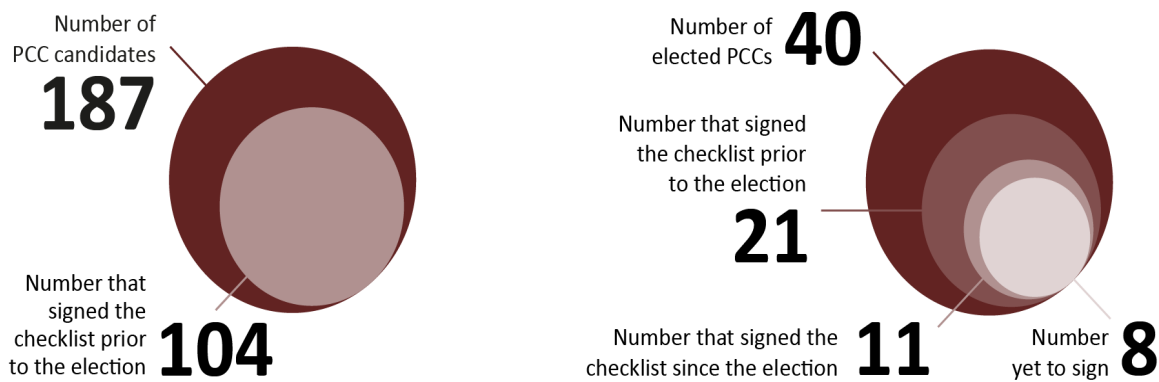 Number of
PCC candidates
187
Number that
signed the
checklist prior
to the election
104
Number of
elected PCCs
40
Number that signed
the checklist prior
to the election
21
Number that signed the
checklist since the election
11
Number
yet to sign
8